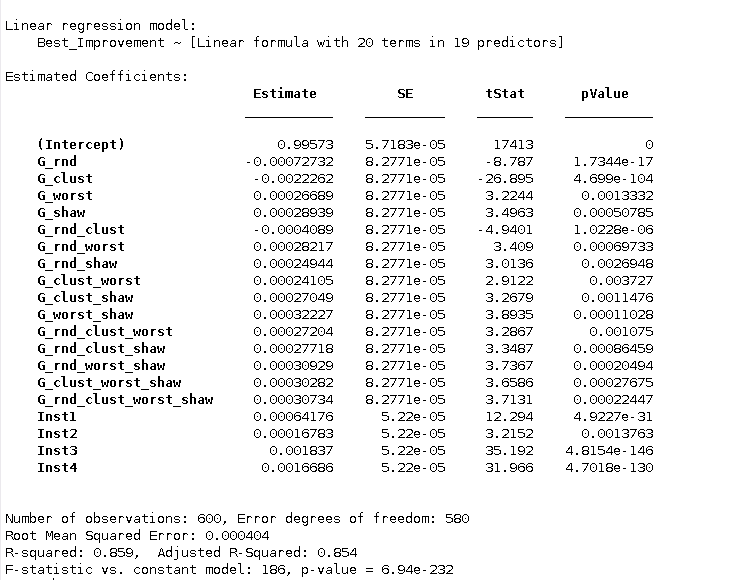 Linear regression model:
Best_Improvement ~ [Linear formula with 20 terms in 19 predictors]
Estimated Coefficients:
Estimate SE tStat pValue
(Intercept) 0.99573 5.7183e-05 17413 0
G_rnd -0.00072732 8.2771e-05 -8.787 1.7344e-17
G_clust -0.0022262 8.2771e-05 -26.895 4.699e-104
G_worst 0.00026689 8.2771e-05 3.2244 0.0013332
G_shaw 0.00028939 8.2771e-05 3.4963 0.00050785
G_rnd_clust -0.0004089 8.2771e-05 -4.9401 1.0228e-06
G_rnd_worst 0.00028217 8.2771e-05 3.409 0.00069733
G_rnd_shaw 0.00024944 8.2771e-05 3.0136 0.0026948
G_clust_worst 0.00024105 8.2771e-05 2.9122 0.003727
G_clust_shaw 0.00027049 8.2771e-05 3.2679 0.0011476
G_worst_shaw 0.00032227 8.2771e-05 3.8935 0.00011028
G_rnd_clust_worst 0.00027204 8.2771e-05 3.2867 0.001075
G_rnd_clust_shaw 0.00027718 8.2771e-05 3.3487 0.00086459
G_rnd_worst_shaw 0.00030929 8.2771e-05 3.7367 0.00020494
G_clust_worst_shaw 0.00030282 8.2771e-05 3.6586 0.00027675
G_rnd_clust_worst_shaw 0.00030734 8.2771e-05 3.7131 0.00022447
Inst1 0.00064176 5.22e-05 12.294 4.9227e-31
Inst2 0.00016783 5.22e-05 3.2152 0.0013763
Inst3 0.001837 5.22e-05 35.192 4.8154e-146
Inst4 0.0016686 5.22e-05 31.966 4.7018e-130
Number of observations: 600, Error degrees of freedom: 580
Root Mean Squared Error: 0.000404
R-squared: 0.859, Adjusted R-Squared: 0.854
F-statistic vs. constant model: 186, p-value = 6.94e-232